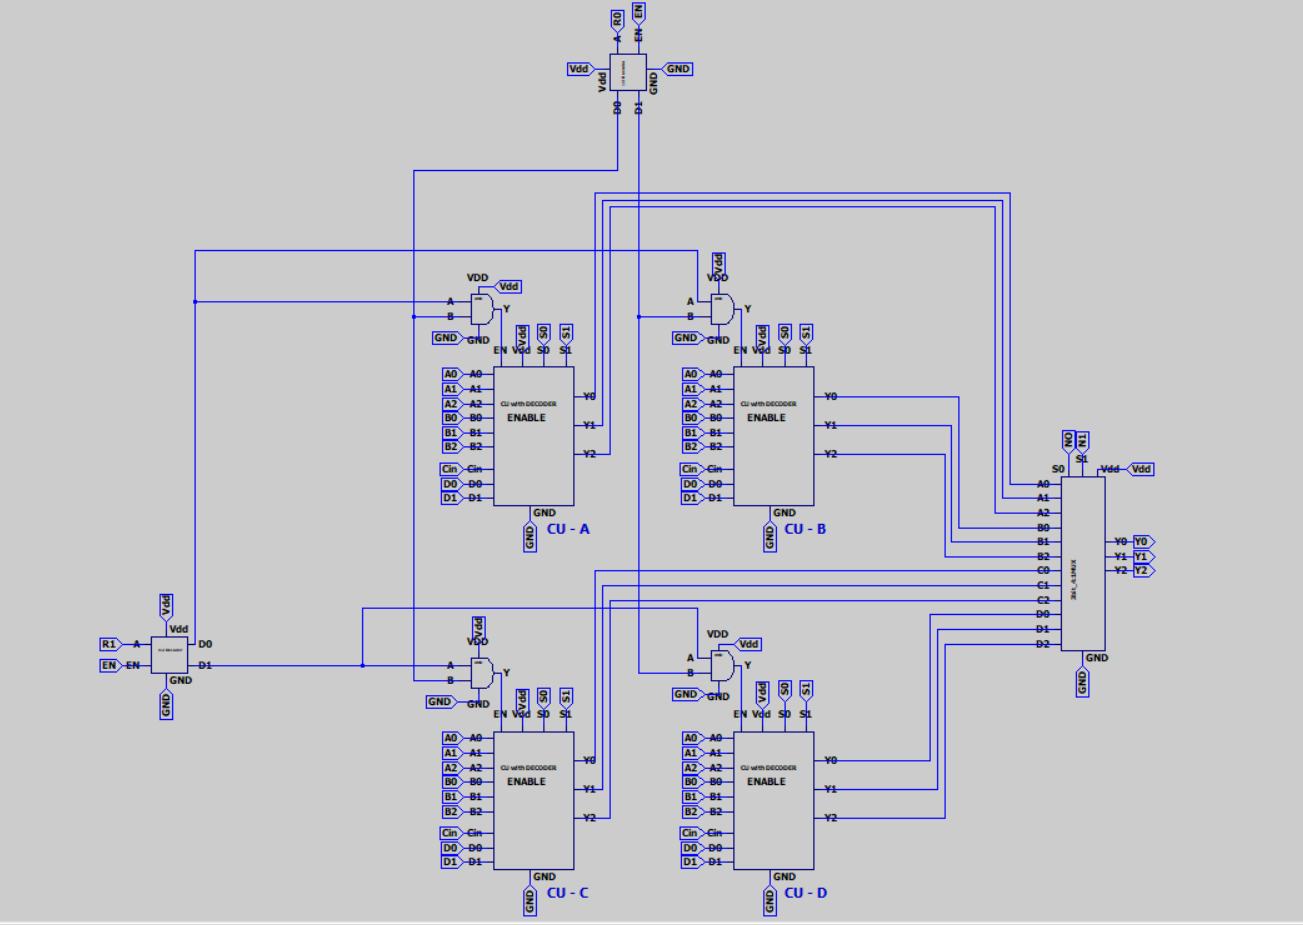 R0
EN
A
EN
Vdd
Vdd
GND
GND
D0
D1
VDD
Vdd
A
B
Y
GND
GND
Vdd
VDD
A
B
Y
GND
GND
Vdd
S0
S1
EN
Vdd
S0
S1
Vdd
S0
S1
EN
Vdd
S0
S1
A0 A0
A1 A1
A2 A2
B0 B0
B1 B1
B2 B2
Cin Cin
D0 D0
D1 D1
CU with DECODER
ENABLE
Y0
Y1
Y2
GND
GND
CU - A
A0 A0
A1 A1
A2 A2
B0 B0
B1 B1
B2 B2
Cin Cin
D0 D0
D1 D1
CU with DECODER
ENABLE
Y0
Y1
Y2
GND
GND
CU - B
N0
N1
S0
S1
Vdd
Vdd
A0
A1
A2
B0
B1
B2
C0
C1
C2
D0
D1
D2
Y0 Y0
Y1 Y1
Y2 Y2
GND
GND
Vdd
Vdd
R1 A
EN EN
D0
D1
GND
GND
Vdd
VDD
A
B
Y
GND
GND
VDD
Vdd
A
B
Y
GND
GND
Vdd
S0
S1
EN
Vdd
S0
S1
Vdd
S0
S1
EN
Vdd
S0
S1
A0 A0
A1 A1
A2 A2
B0 B0
B1 B1
B2 B2
Cin Cin
D0 D0
D1 D1
CU with DECODER
ENABLE
Y0
Y1
Y2
GND
GND
CU - C
A0 A0
A1 A1
A2 A2
B0 B0
B1 B1
B2 B2
Cin Cin
D0 D0
D1 D1
CU with DECODER
ENABLE
Y0
Y1
Y2
GND
GND
CU - D